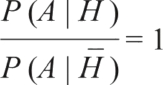 P (A | H)
P (A | H̅) = 1